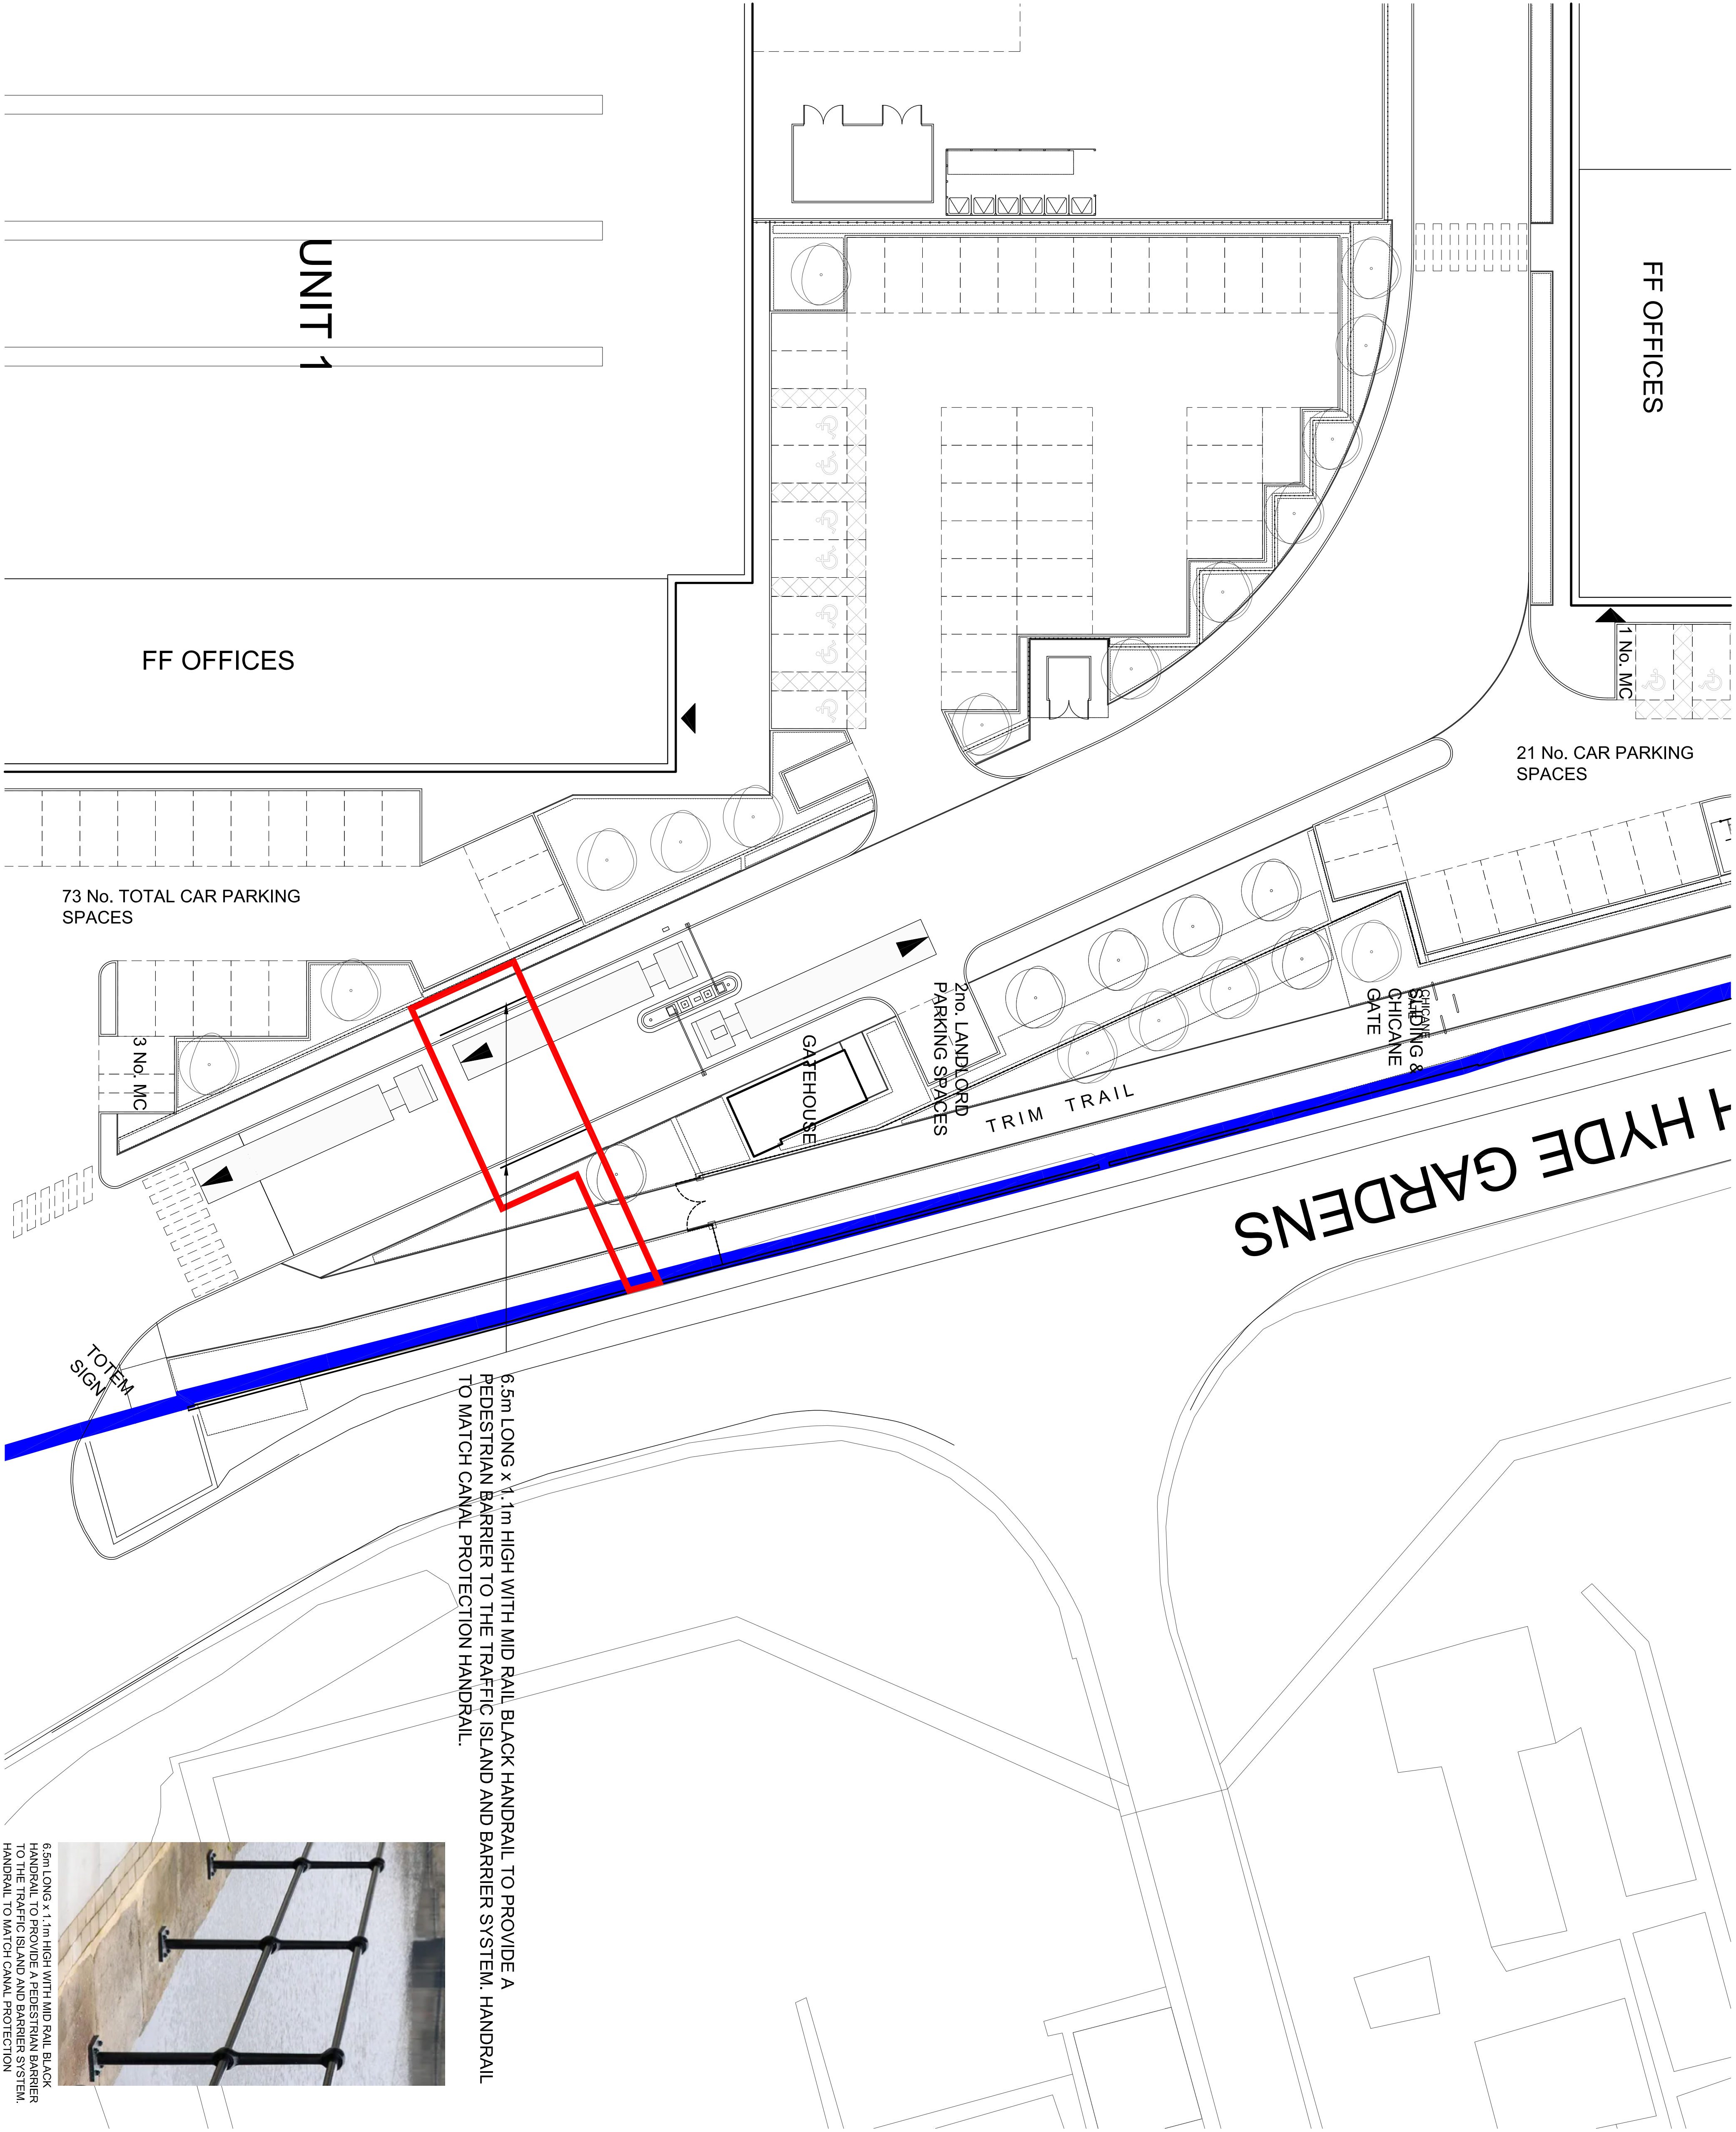 UNIT 1
FF OFFICES
FF OFFICES
1 No. MC
21 No. CAR PARKING
SPACES
73 No. TOTAL CAR PARKING
SPACES
3 No. MC
GATEHOUSE
2no. LANDLORD
PARKING SPACES
TRIM TRAIL
SLIDING &
CHICANE
GATE
CHICANE
H HYDE GARDENS
TOTEM
SIGN
6.5m LONG x 1.1m HIGH WITH MID RAIL BLACK HANDRAIL TO PROVIDE A
PEDESTRIAN BARRIER TO THE TRAFFIC ISLAND AND BARRIER SYSTEM. HANDRAIL
TO MATCH CANAL PROTECTION HANDRAIL.
6.5m LONG x 1.1m HIGH WITH MID RAIL BLACK
HANDRAIL TO PROVIDE A PEDESTRIAN BARRIER
TO THE TRAFFIC ISLAND AND BARRIER SYSTEM.
HANDRAIL TO MATCH CANAL PROTECTION